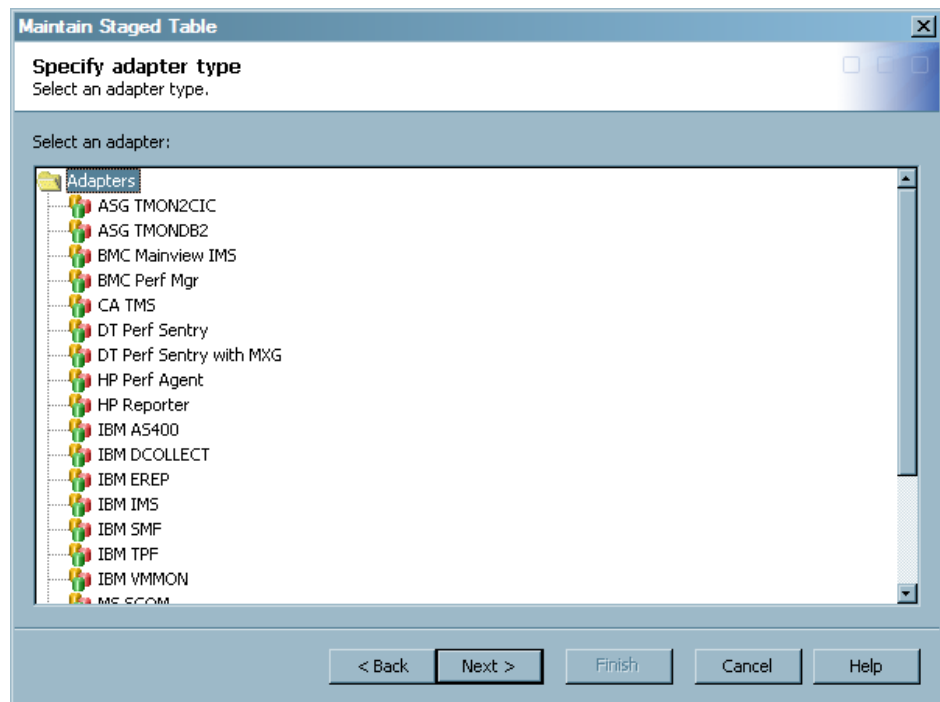 Maintain Staged Table
Specify adapter type
Select an adapter type.
Select an adapter:
Adapters
ASG TMON2CIC
ASG TMONDB2
BMC Mainview IMS
BMC Perf Mgr
CA TMS
DT Perf Sentry
DT Perf Sentry with MXG
HP Perf Agent
HP Reporter
IBM AS400
IBM DCOLLECT
IBM EREP
IBM IMS
IBM SMF
IBM TPF
IBM VMMON
MS SCOM
< Back Next > Finish Cancel Help